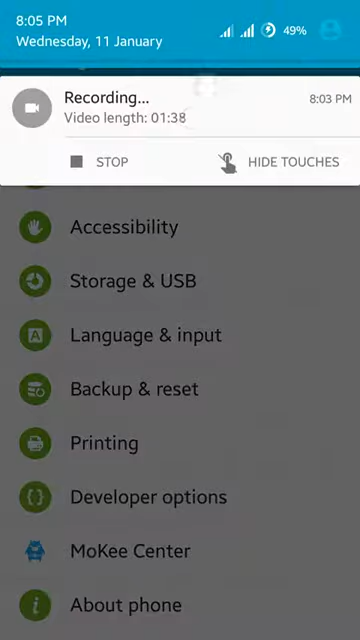 8:05 PM
49%
Wednesday, 11 January
Recording...
8:03 PM
Video length: 01:38
STOP
HIDE TOUCHES
Accessibility
Storage & USB
A
Language & input
Backup & reset
Printing
{ }
Developer options
MoKee Center
i
About phone